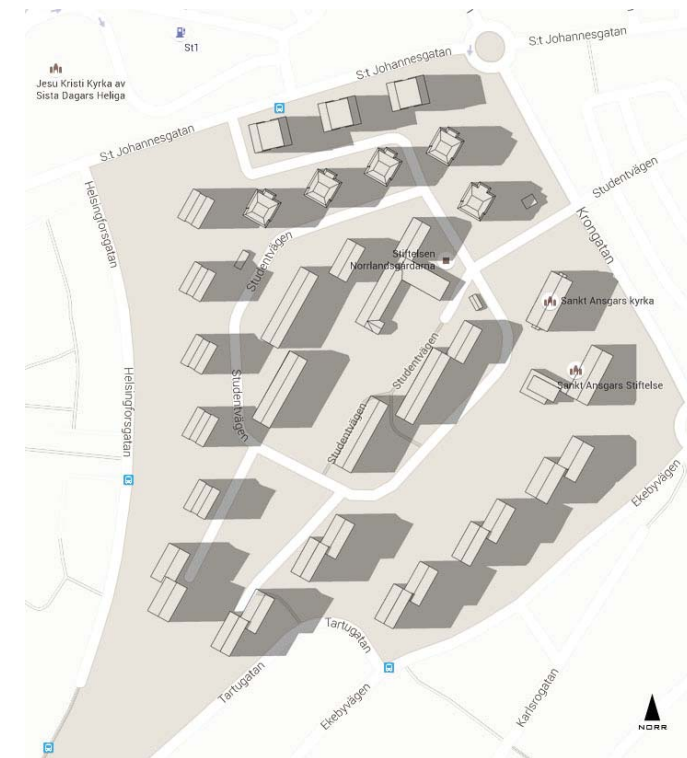 S:t Johannesgatan
St1
S:t Johannesgatan
Jesu Kristi Kyrka av
Sista Dagars Heliga
S:t Johannesgatan
Studentvägen
Helsingforsgatan
Krongatan
Studentvägen
Stiftelsen
Norrlandsgårdarna
Sankt Ansgars kyrka
Studentvägen
Sankt Ansgars Stiftelse
Helsingforsgatan
Studentvägen
Studentvägen
Ekebyvägen
Tartugatan
Tartugatan
Ekebyvägen
Karlsrogatan
NORR